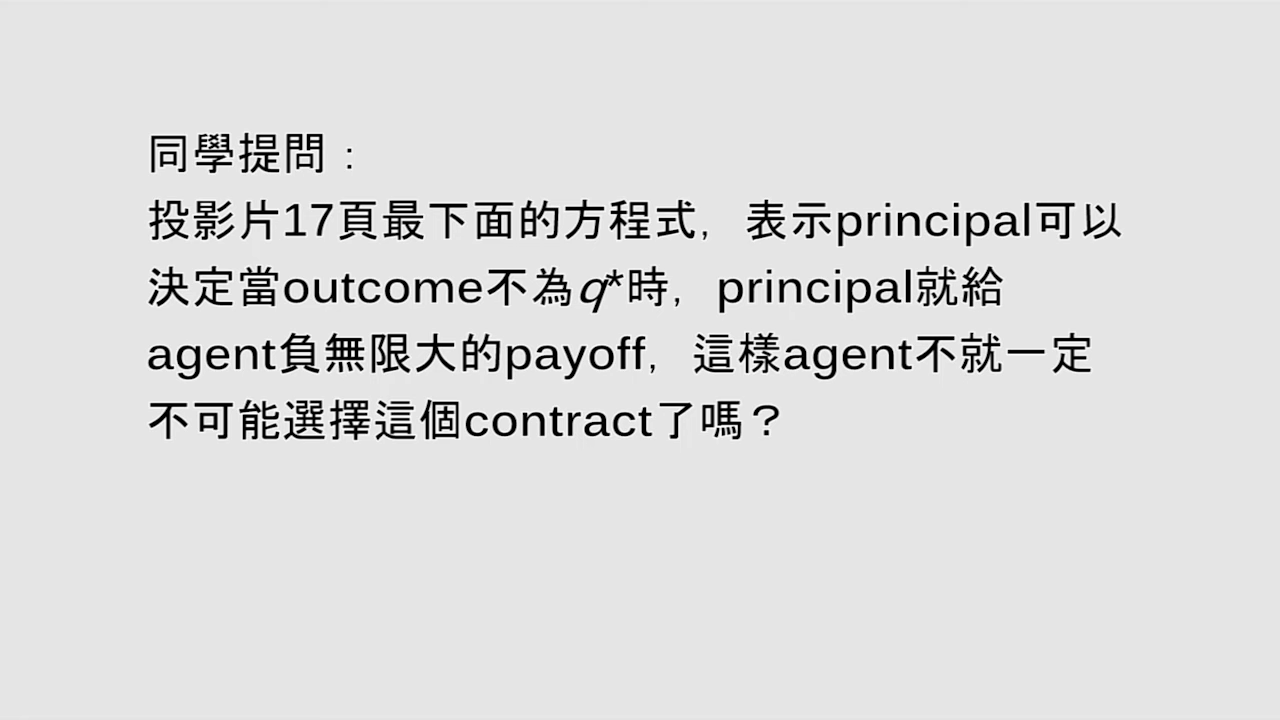 同學提問：
投影片17頁最下面的方程式，表示principal可以
決定當outcome不為q*時，principal就給
agent負無限大的payoff，這樣agent不就一定
不可能選擇這個contract了嗎？